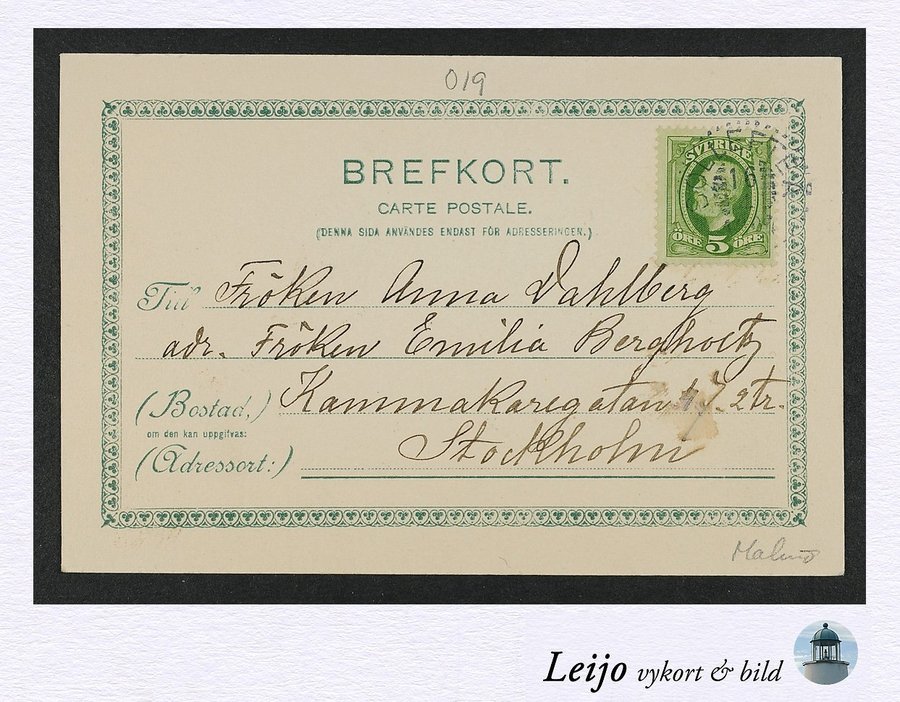 019
BREFKORT.
CARTE POSTALE.
(DENNA SIDA ANVÄNDES ENDAST FÖR ADRESSERINGEN.)
SVERIGE
16
ÖRE 5 ÖRE
Till Fröken Anna Dahlberg
adr. Fröken Emilia Bergholtz
(Bostad,) Kammakaregatan 2 tr.
om den kan uppgifvas:
(Adressort:) Stockholm
Malmö
Leijo vykort & bild